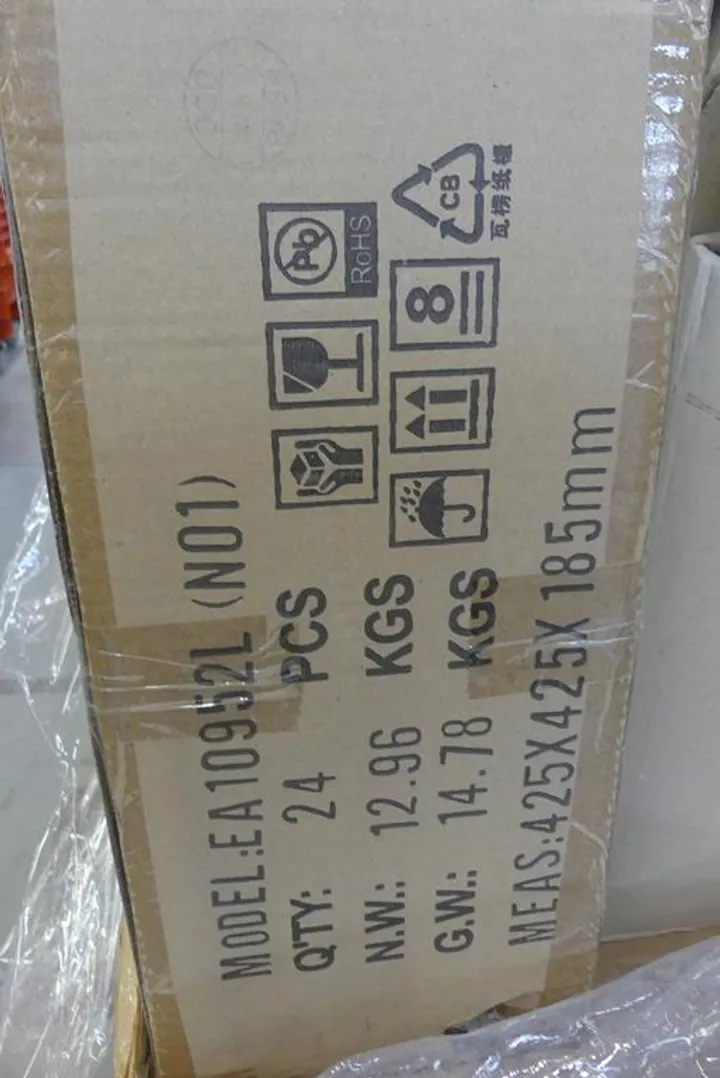 MODEL:EA10952L (N01)
Q'TY: 24 PCS
N.W.: 12.96 KGS
G.W.: 14.78 KGS
MEAS:425X425X185mm
Pb
RoHS
8
CB
瓦楞纸箱